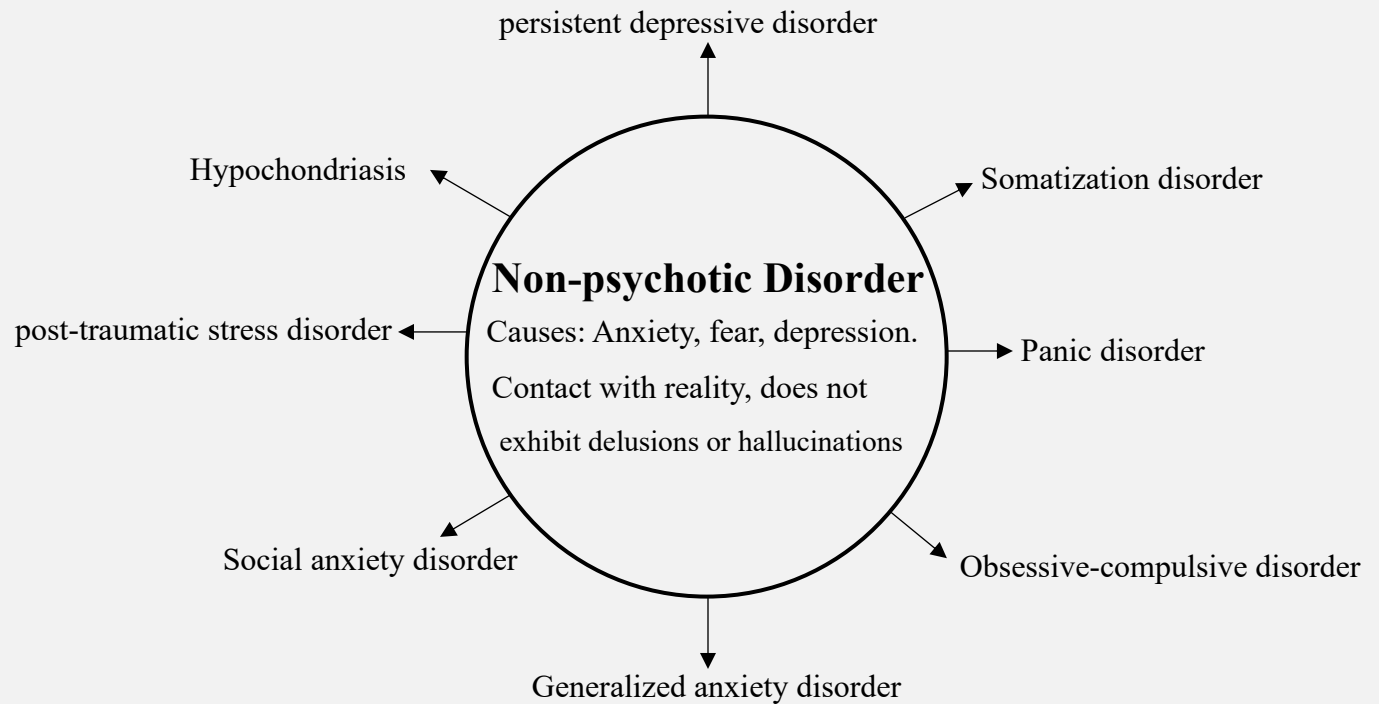 persistent depressive disorder
Hypochondriasis
Somatization disorder
Non-psychotic Disorder
post-traumatic stress disorder
Causes: Anxiety, fear, depression.
Panic disorder
Contact with reality, does not
exhibit delusions or hallucinations
Social anxiety disorder
Obsessive-compulsive disorder
Generalized anxiety disorder